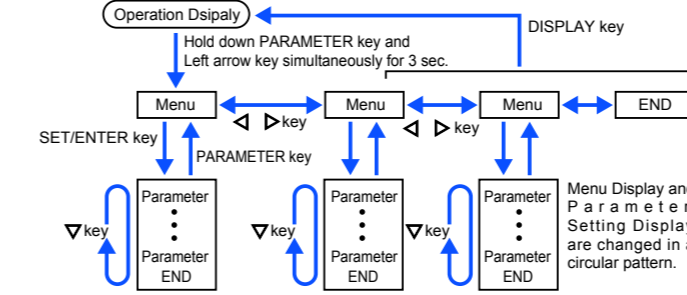 Operation Dsipaly
DISPLAY key
Hold down PARAMETER key and
Left arrow key simultaneously for 3 sec.
Menu
Menu
Menu
END
key
key
SET/ENTER key
PARAMETER key
Parameter
Parameter
END
key
Parameter
Parameter
END
key
Parameter
Parameter
END
key
Menu Display and
Parameter
Setting Display
are changed in a
circular pattern.